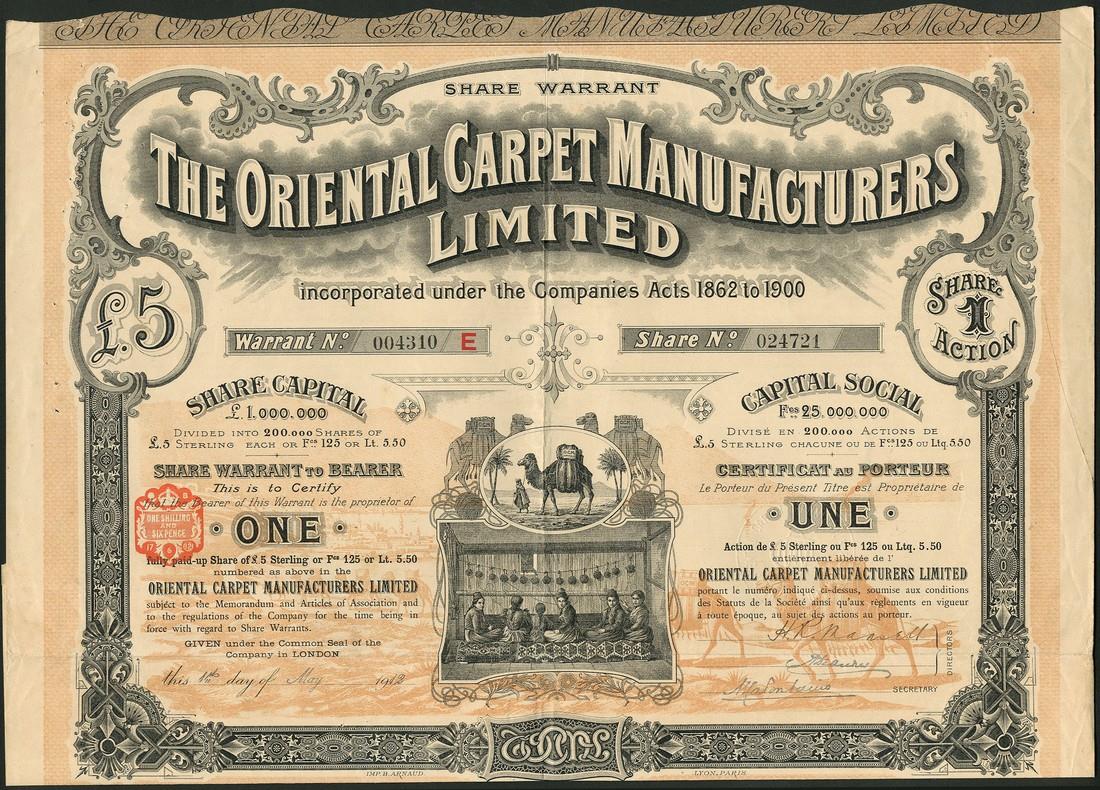 THE ORIENTAL CARPET MANUFACTURERS LIMITED
SHARE WARRANT
THE ORIENTAL CARPET MANUFACTURERS
LIMITED
incorporated under the Companies Acts 1862 to 1900
£.5
SHARE
1
ACTION
Warrant No. 004310 E
Share No. 024721
SHARE CAPITAL
£. 1,000,000
DIVIDED INTO 200.000 SHARES OF
£.5 STERLING EACH OR Fcs 125 OR Lt. 5.50
SHARE WARRANT TO BEARER
This is to Certify
that the Bearer of this Warrant is the proprietor of
ONE
fully paid-up Share of £ 5 Sterling or Fcs 125 or Lt. 5.50
numbered as above in the
ORIENTAL CARPET MANUFACTURERS LIMITED
subject to the Memorandum and Articles of Association and
to the regulations of the Company for the time being in
force with regard to Share Warrants.
GIVEN under the Common Seal of the
Company in LONDON
this day of May 1912
ONE SHILLING
AND
SIX PENCE
CAPITAL SOCIAL
Fcs 25,000,000
DIVISÉ EN 200.000 ACTIONS DE
£.5 STERLING CHACUNE OU DE Fcs 125 OU Ltq. 5.50
CERTIFICAT AU PORTEUR
Le Porteur du Présent Titre est Propriétaire de
UNE
Action de £ 5 Sterling ou Fcs 125 ou Ltq. 5.50
entièrement libérée de l'
ORIENTAL CARPET MANUFACTURERS LIMITED
portant le numéro indiqué ci-dessus, soumise aux conditions
des Statuts de la Société ainsi qu'aux règlements en vigueur
à toute époque, au sujet des actions au porteur.
DIRECTORS
SECRETARY
IMP. B. ARNAUD
LYON, PARIS